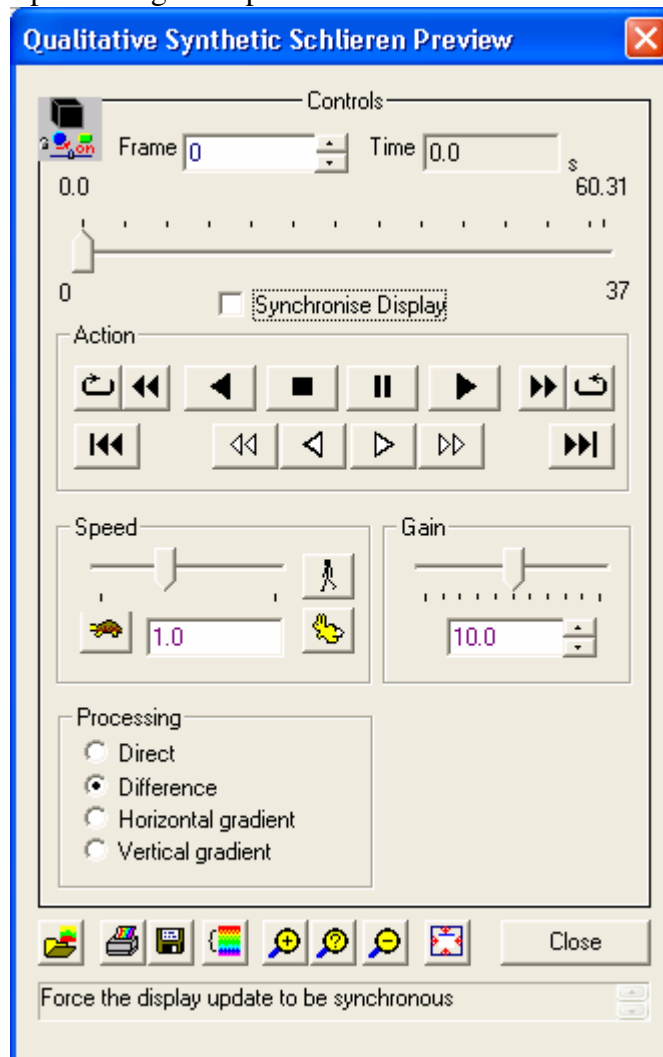 Qualitative Synthetic Schlieren Preview
Controls
Frame 0 Time 0.0 s
0.0 60.31
0 Synchronise Display 37
Action
Speed Gain
1.0 10.0
Processing
Direct
Difference
Horizontal gradient
Vertical gradient
Close
Force the display update to be synchronous